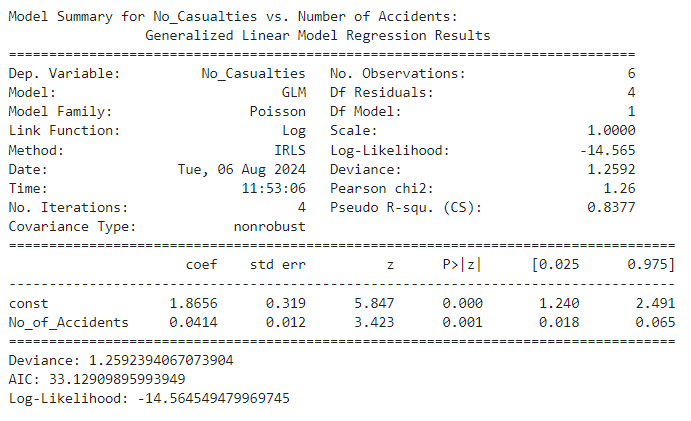 Model Summary for No_Casualties vs. Number of Accidents:
Generalized Linear Model Regression Results
==============================================================================
Dep. Variable: No_Casualties No. Observations: 6
Model: GLM Df Residuals: 4
Model Family: Poisson Df Model: 1
Link Function: Log Scale: 1.0000
Method: IRLS Log-Likelihood: -14.565
Date: Tue, 06 Aug 2024 Deviance: 1.2592
Time: 11:53:06 Pearson chi2: 1.26
No. Iterations: 4 Pseudo R-squ. (CS): 0.8377
Covariance Type: nonrobust
===================================================================================
coef std err z P>|z| [0.025 0.975]
-----------------------------------------------------------------------------------
const 1.8656 0.319 5.847 0.000 1.240 2.491
No_of_Accidents 0.0414 0.012 3.423 0.001 0.018 0.065
===================================================================================
Deviance: 1.2592394067073904
AIC: 33.12909895993949
Log-Likelihood: -14.564549479969745